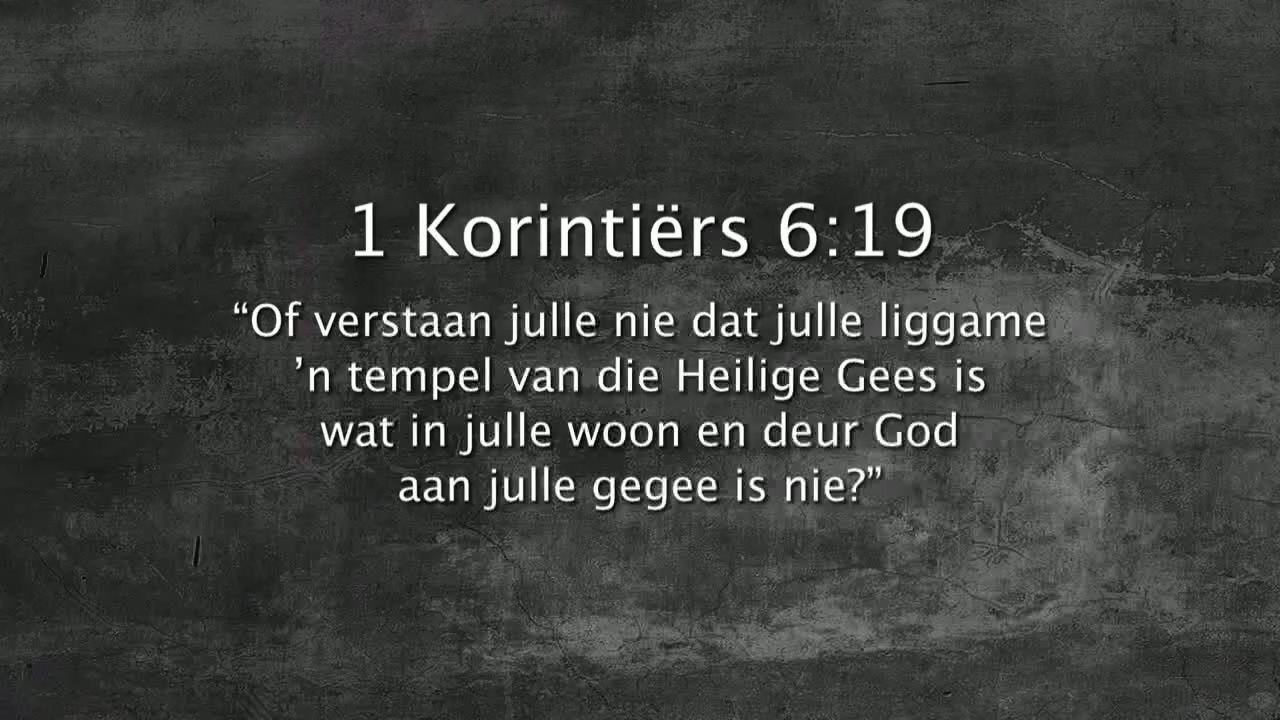 1 Korintiërs 6:19
“Of verstaan julle nie dat julle liggame
’n tempel van die Heilige Gees is
wat in julle woon en deur God
aan julle gegee is nie?”